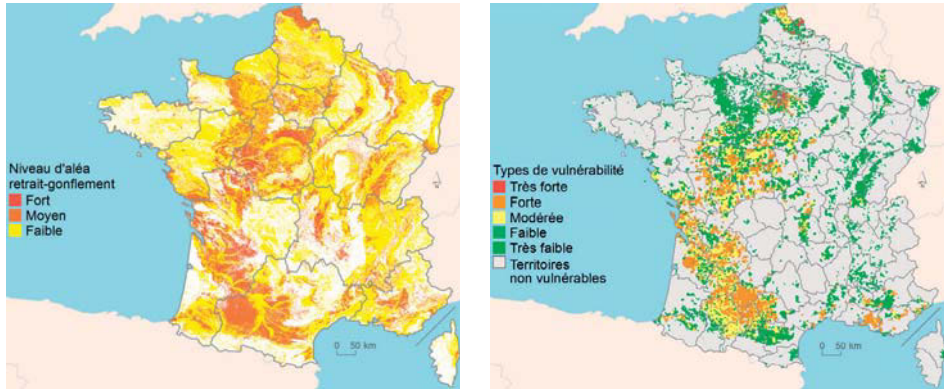 Niveau d'aléa
retrait-gonflement
Fort
Moyen
Faible
0 50 km
Types de vulnérabilité
Très forte
Forte
Modérée
Faible
Très faible
Territoires
non vulnérables
0 50 km